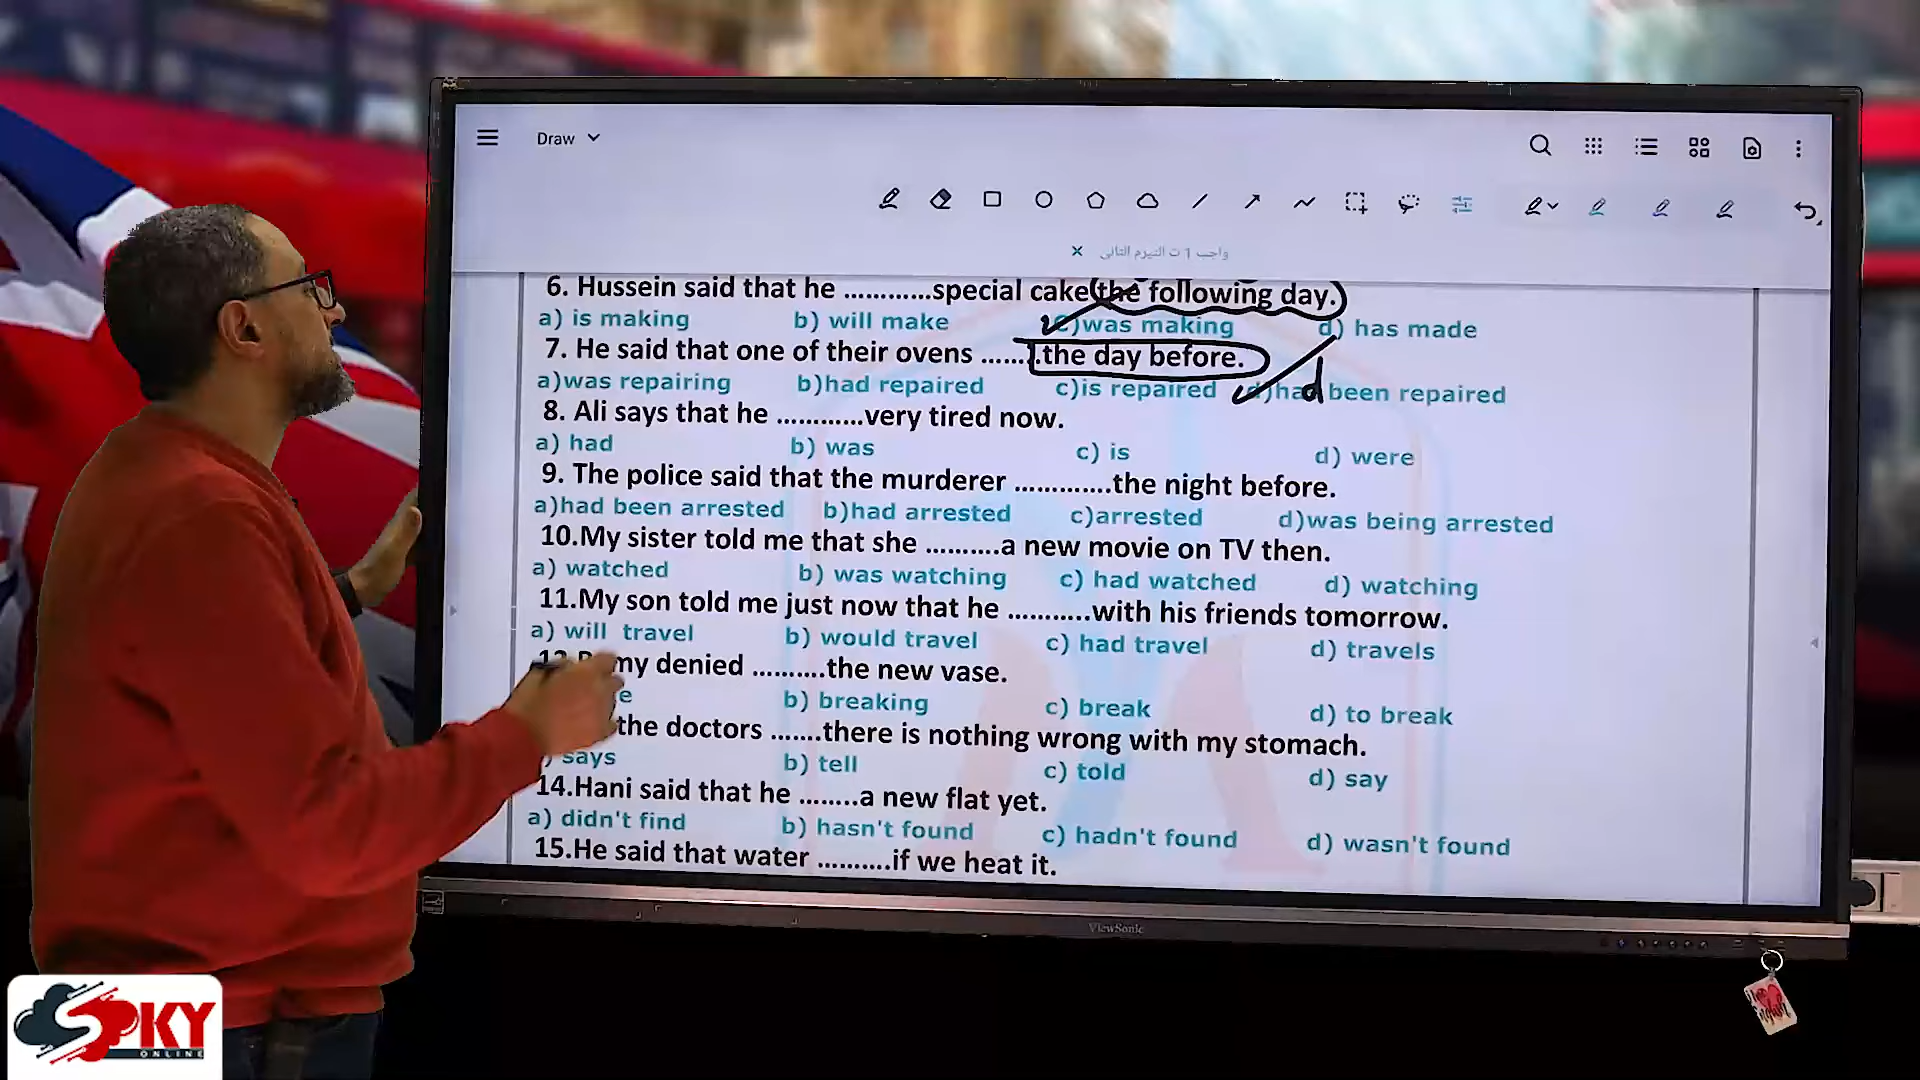 Draw
واجب 1 ت التيرم التانى
6. Hussein said that he ............special cake the following day.
a) is making b) will make c)was making d) has made
7. He said that one of their ovens ........the day before.
a)was repairing b)had repaired c)is repaired d)had been repaired
d
8. Ali says that he ............very tired now.
a) had b) was c) is d) were
9. The police said that the murderer .............the night before.
a)had been arrested b)had arrested c)arrested d)was being arrested
10.My sister told me that she ..........a new movie on TV then.
a) watched b) was watching c) had watched d) watching
11.My son told me just now that he ...........with his friends tomorrow.
a) will travel b) would travel c) had travel d) travels
denied ..........the new vase.
b) breaking c) break d) to break
the doctors .......there is nothing wrong with my stomach.
says b) tell c) told d) say
14.Hani said that he ........a new flat yet.
a) didn't find b) hasn't found c) hadn't found d) wasn't found
15.He said that water ..........if we heat it.
ViewSonic
SKY
ONLINE